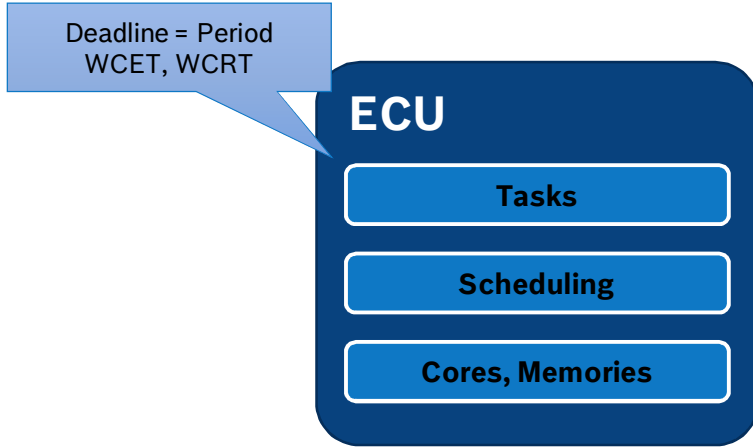 Deadline = Period
WCET, WCRT
ECU
Tasks
Scheduling
Cores, Memories